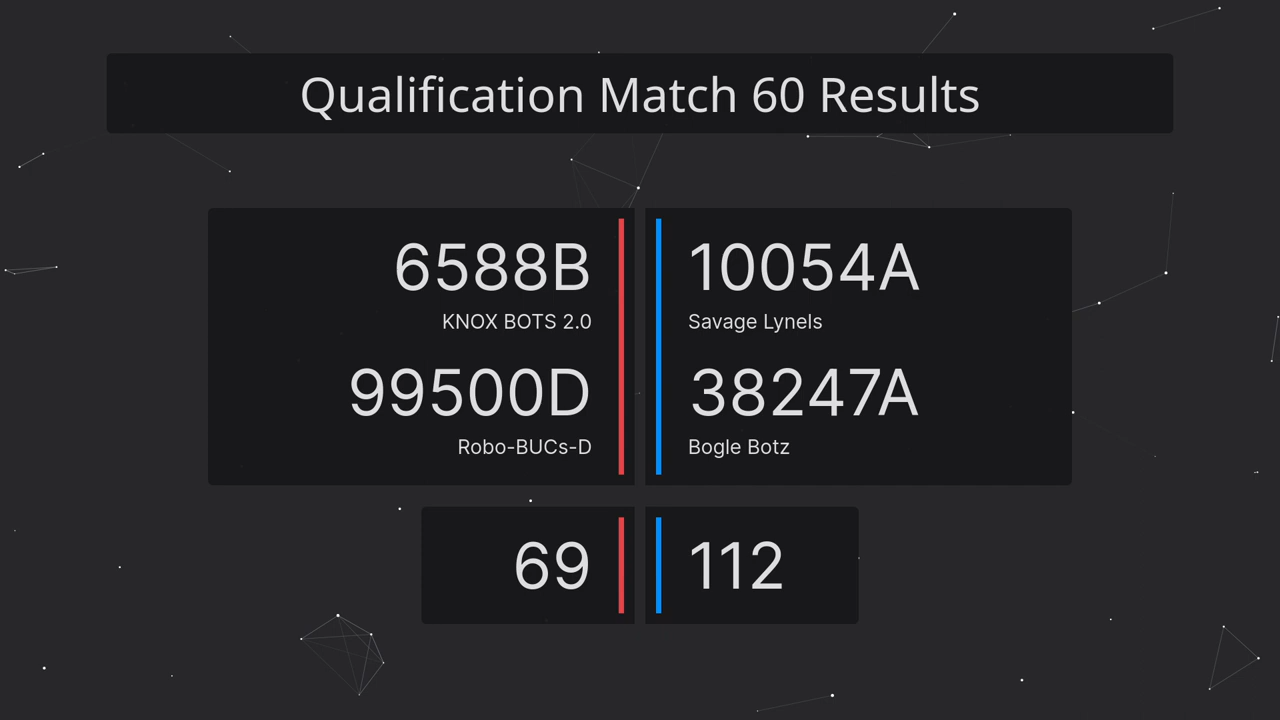 Qualification Match 60 Results
6588B
KNOX BOTS 2.0
99500D
Robo-BUCs-D
10054A
Savage Lynels
38247A
Bogle Botz
69
112